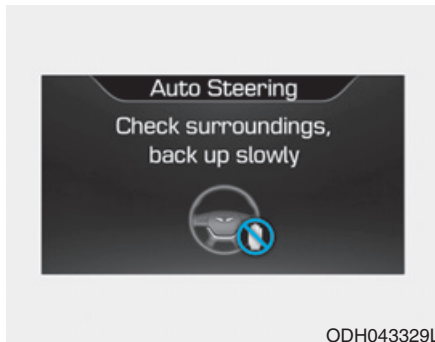 Auto Steering
Check surroundings,
back up slowly
ODH043329L